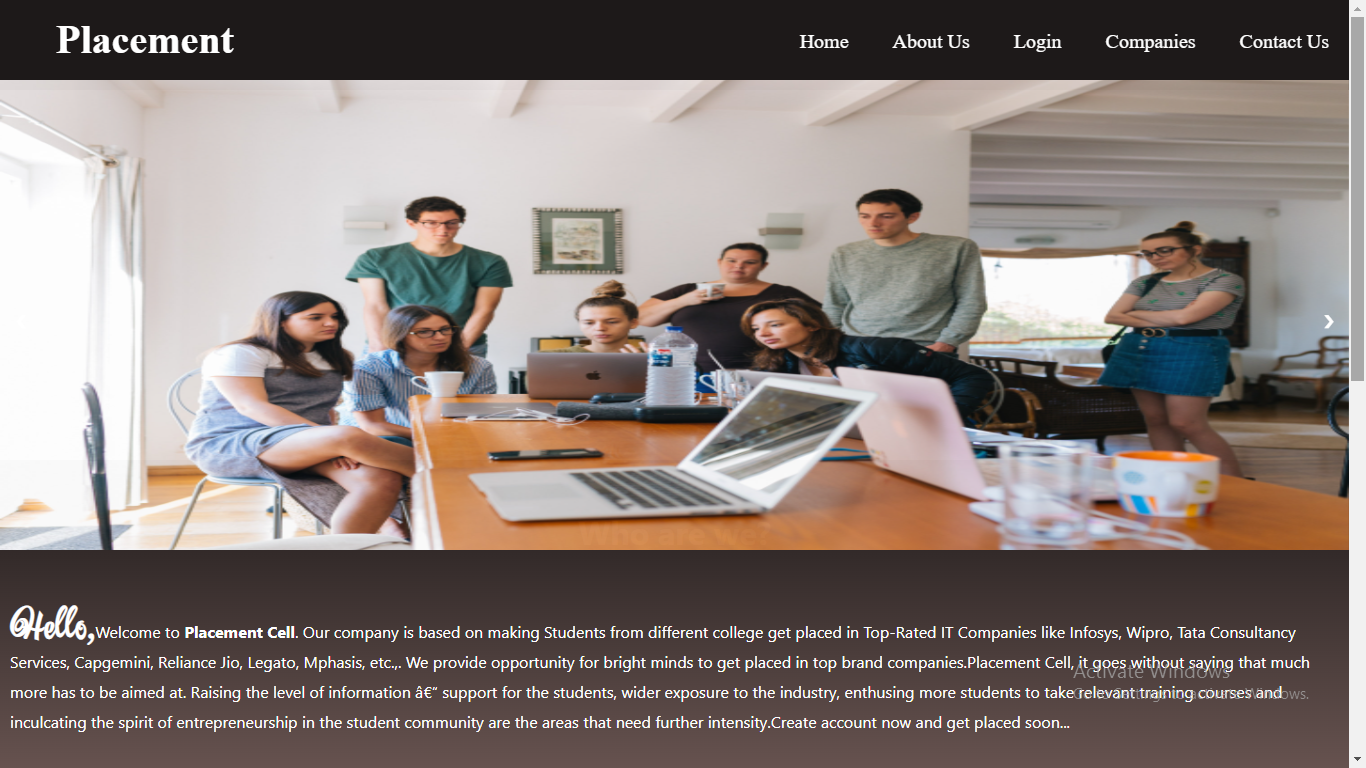 Placement
Home About Us Login Companies Contact Us
Hello,Welcome to Placement Cell. Our company is based on making Students from different college get placed in Top-Rated IT Companies like Infosys, Wipro, Tata Consultancy
Services, Capgemini, Reliance Jio, Legato, Mphasis, etc.,. We provide opportunity for bright minds to get placed in top brand companies.Placement Cell, it goes without saying that much
more has to be aimed at. Raising the level of information â€˝ support for the students, wider exposure to the industry, enthusing more students to take relevant training courses and
inculcating the spirit of entrepreneurship in the student community are the areas that need further intensity.Create account now and get placed soon...
Activate Windows
Go to Settings to activate Windows.